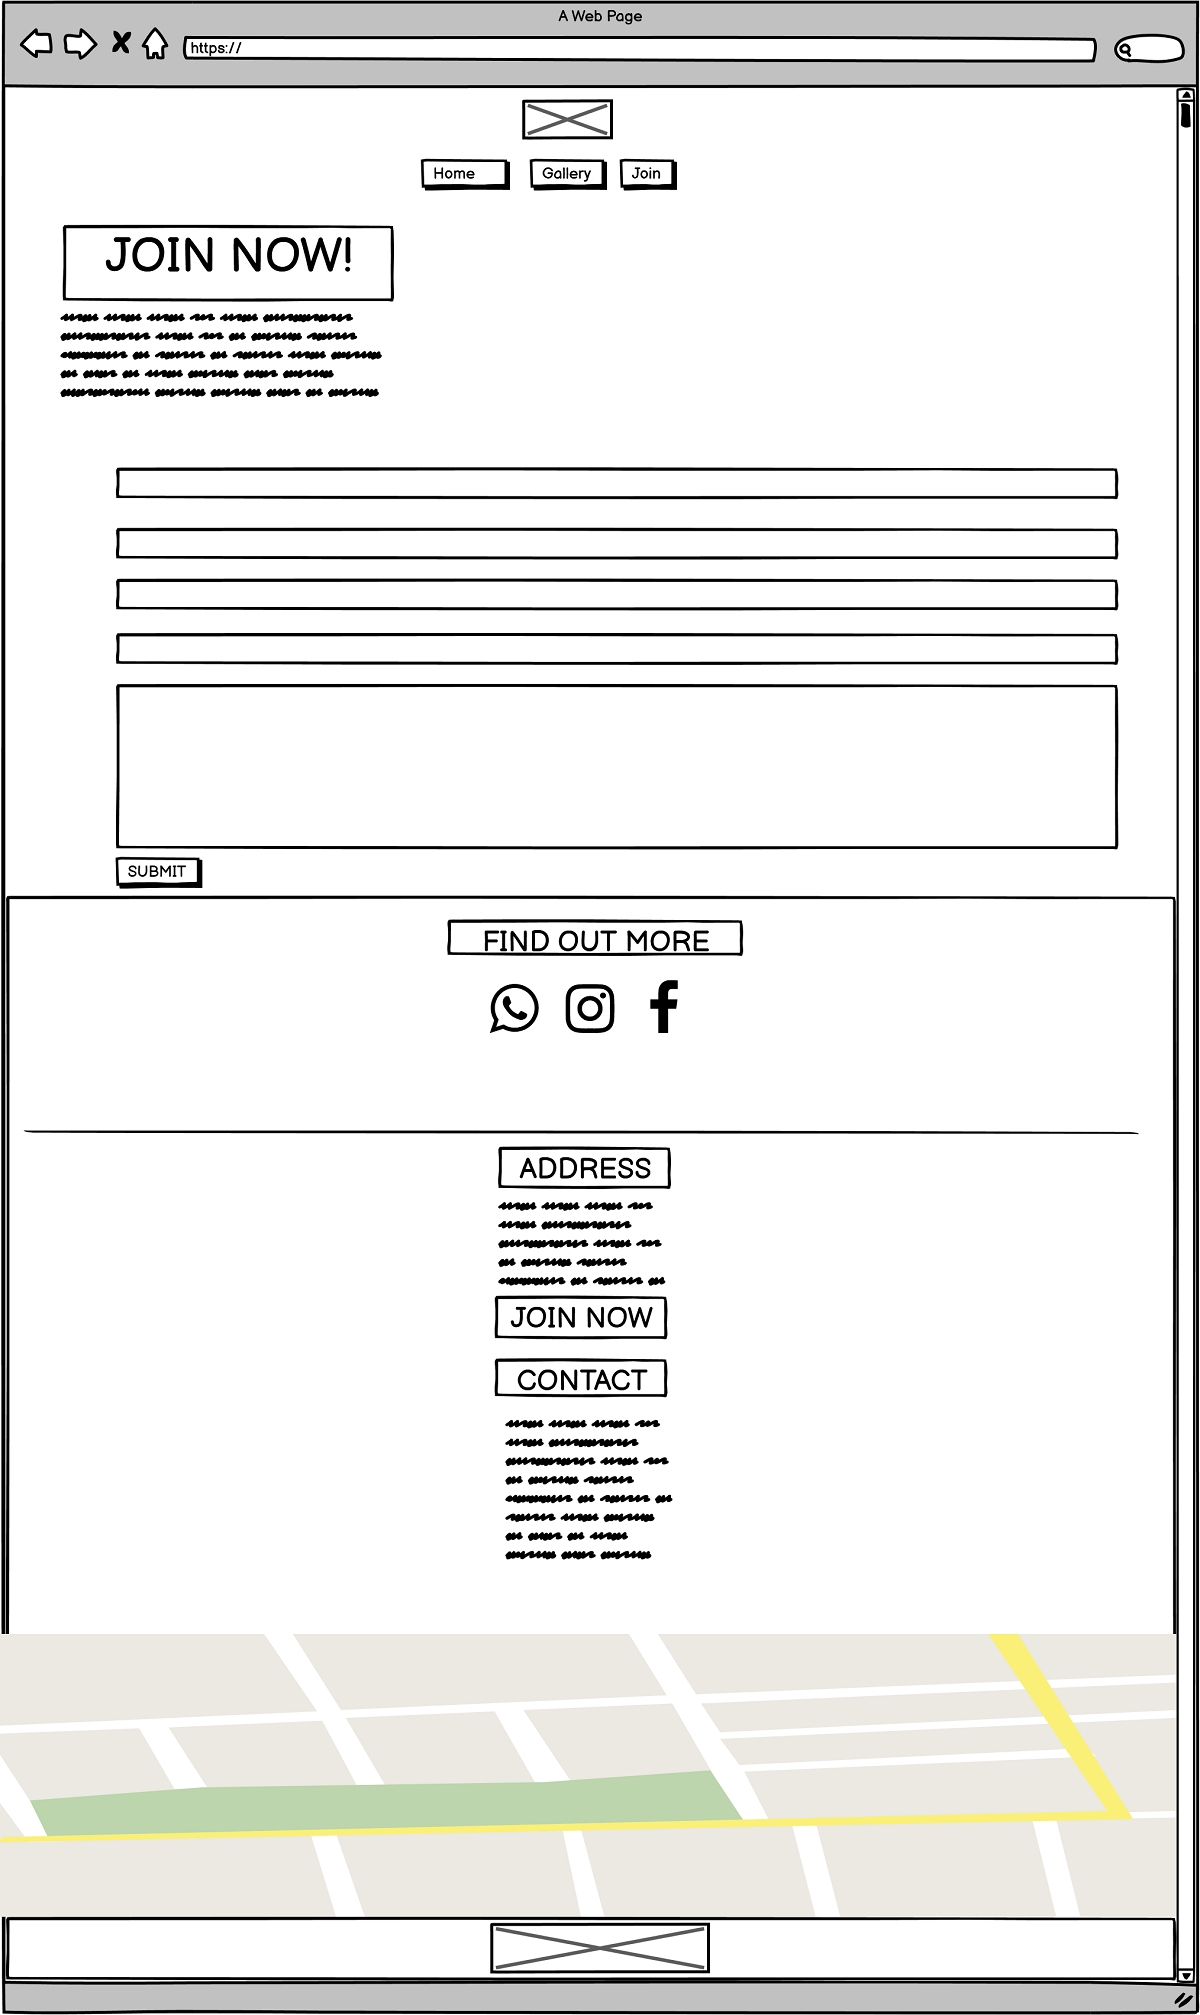 A Web Page
https://
Home Gallery Join
JOIN NOW!
SUBMIT
FIND OUT MORE
ADDRESS
JOIN NOW
CONTACT